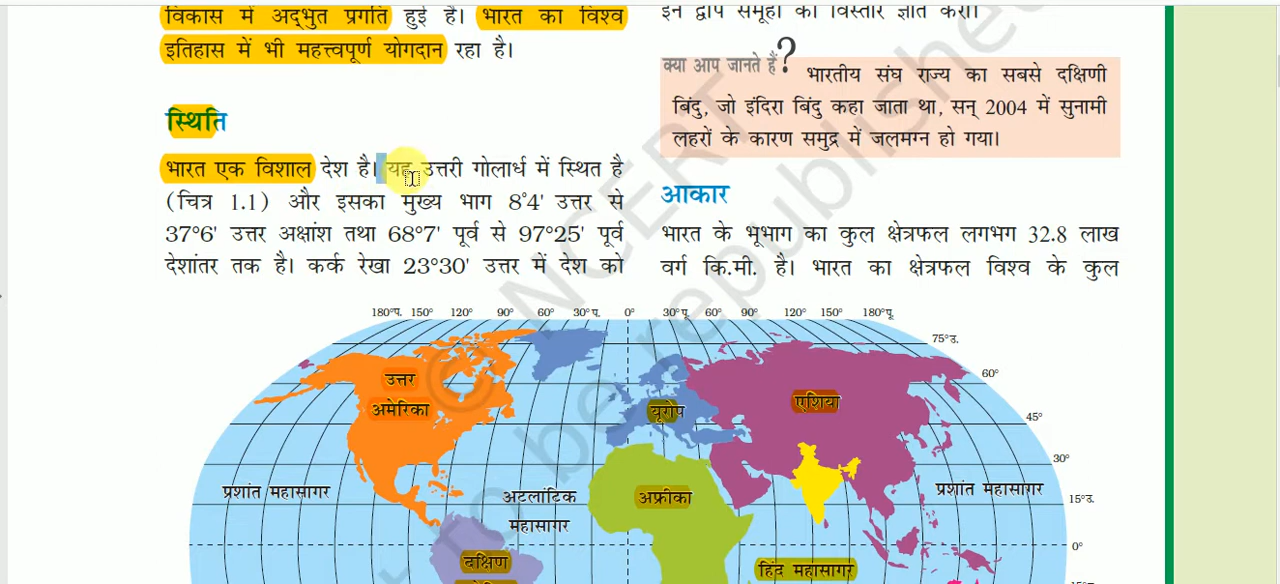 विकास में अद्भुत प्रगति हुई है। भारत का विश्व
इतिहास में भी महत्त्वपूर्ण योगदान रहा है।
स्थिति
भारत एक विशाल देश है। यह उत्तरी गोलार्ध में स्थित है
(चित्र 1.1) और इसका मुख्य भाग 8°4' उत्तर से
37°6' उत्तर अक्षांश तथा 68°7' पूर्व से 97°25' पूर्व
देशांतर तक है। कर्क रेखा 23°30' उत्तर में देश को
इन द्वीप समूहों का विस्तार ज्ञात करो।
क्या आप जानते हैं?
भारतीय संघ राज्य का सबसे दक्षिणी
बिंदु, जो इंदिरा बिंदु कहा जाता था, सन् 2004 में सुनामी
लहरों के कारण समुद्र में जलमग्न हो गया।
आकार
भारत के भूभाग का कुल क्षेत्रफल लगभग 32.8 लाख
वर्ग कि.मी. है। भारत का क्षेत्रफल विश्व के कुल
180°प. 150° 120° 90° 60° 30°प. 0° 30°पू. 60° 90° 120° 150° 180°पू.
75°उ.
60°
45°
30°
15°उ.
0°
उत्तर
अमेरिका
यूरोप
एशिया
प्रशांत महासागर
अटलांटिक
महासागर
अफ्रीका
प्रशांत महासागर
दक्षिण
हिंद महासागर
© NCERT
to be republished